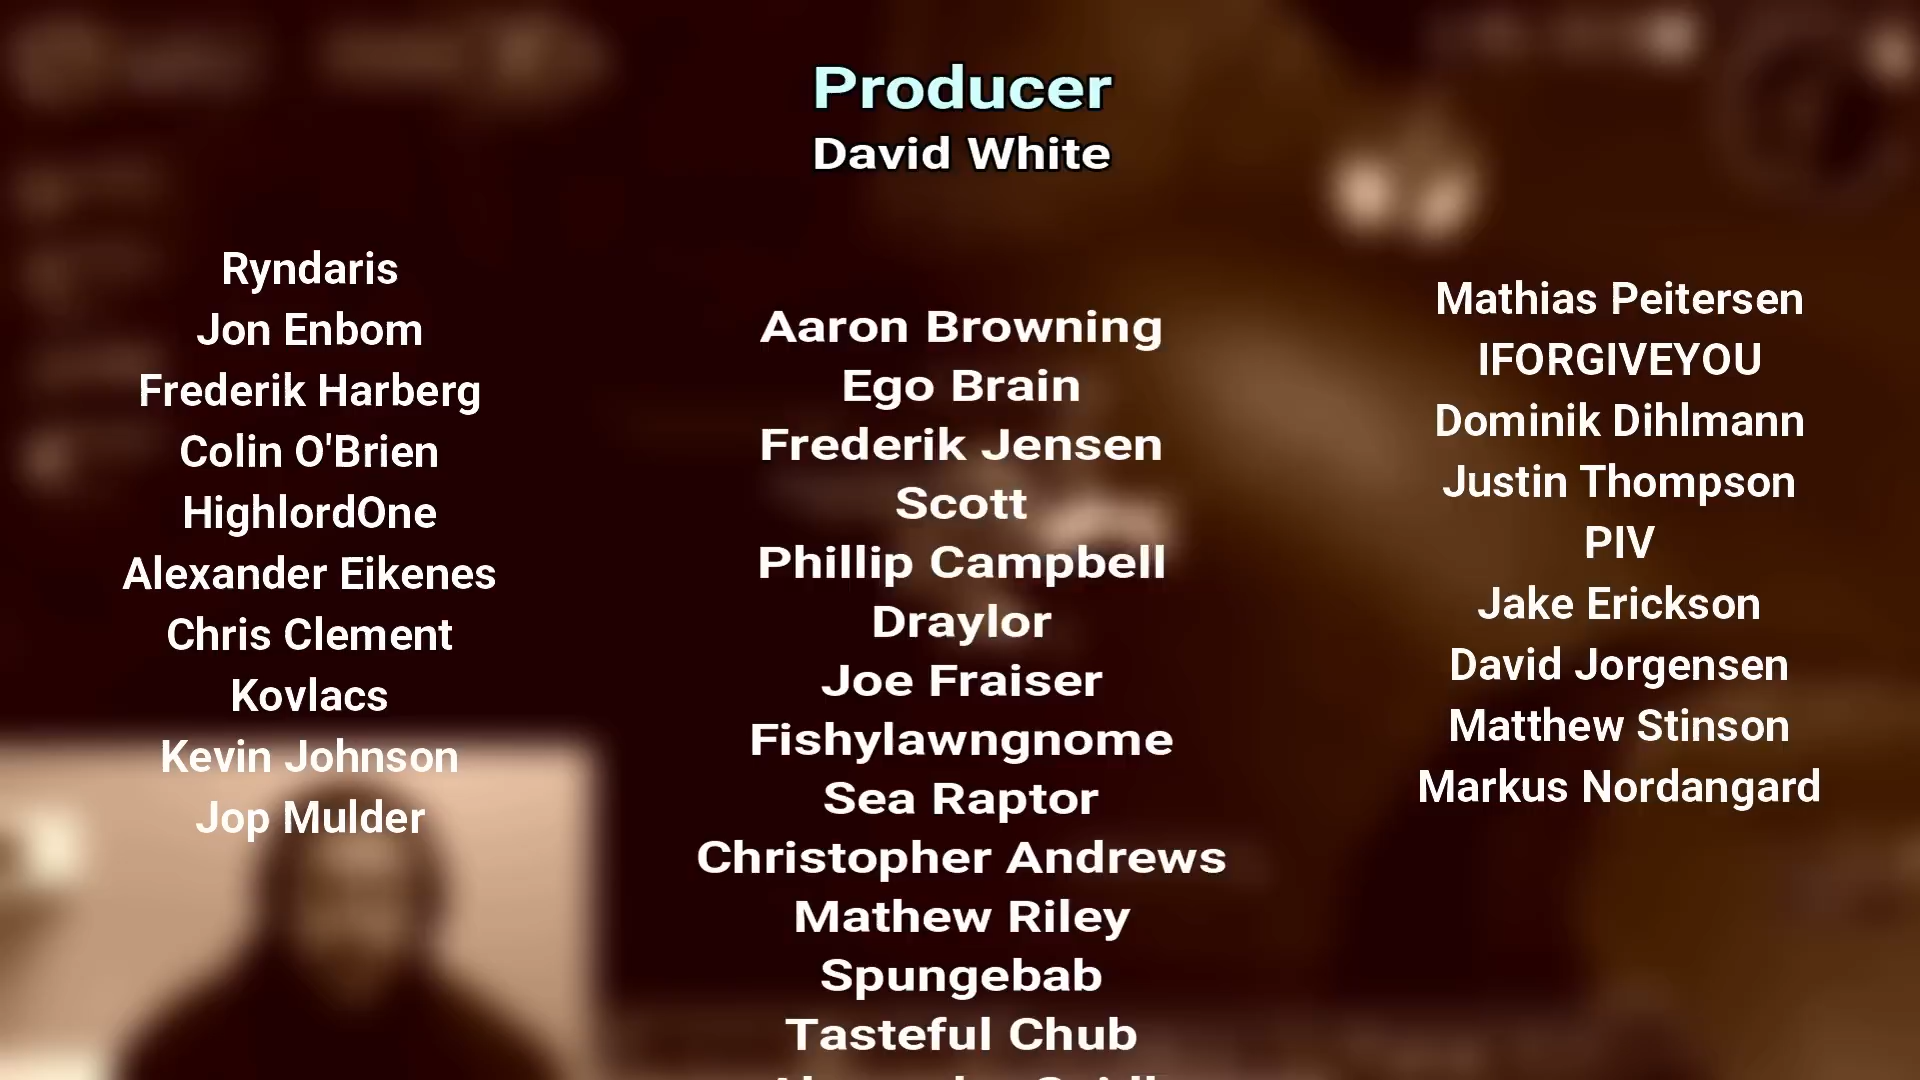 Producer
David White
Ryndaris
Jon Enbom
Frederik Harberg
Colin O'Brien
HighlordOne
Alexander Eikenes
Chris Clement
Kovlacs
Kevin Johnson
Jop Mulder
Aaron Browning
Ego Brain
Frederik Jensen
Scott
Phillip Campbell
Draylor
Joe Fraiser
Fishylawngnome
Sea Raptor
Christopher Andrews
Mathew Riley
Spungebab
Tasteful Chub
Mathias Peitersen
IFORGIVEYOU
Dominik Dihlmann
Justin Thompson
PIV
Jake Erickson
David Jorgensen
Matthew Stinson
Markus Nordangard